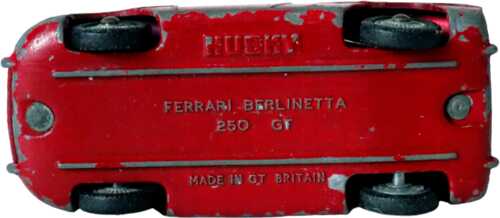 HUSKY
FERRARI BERLINETTA
250 GT
MADE IN GT BRITAIN